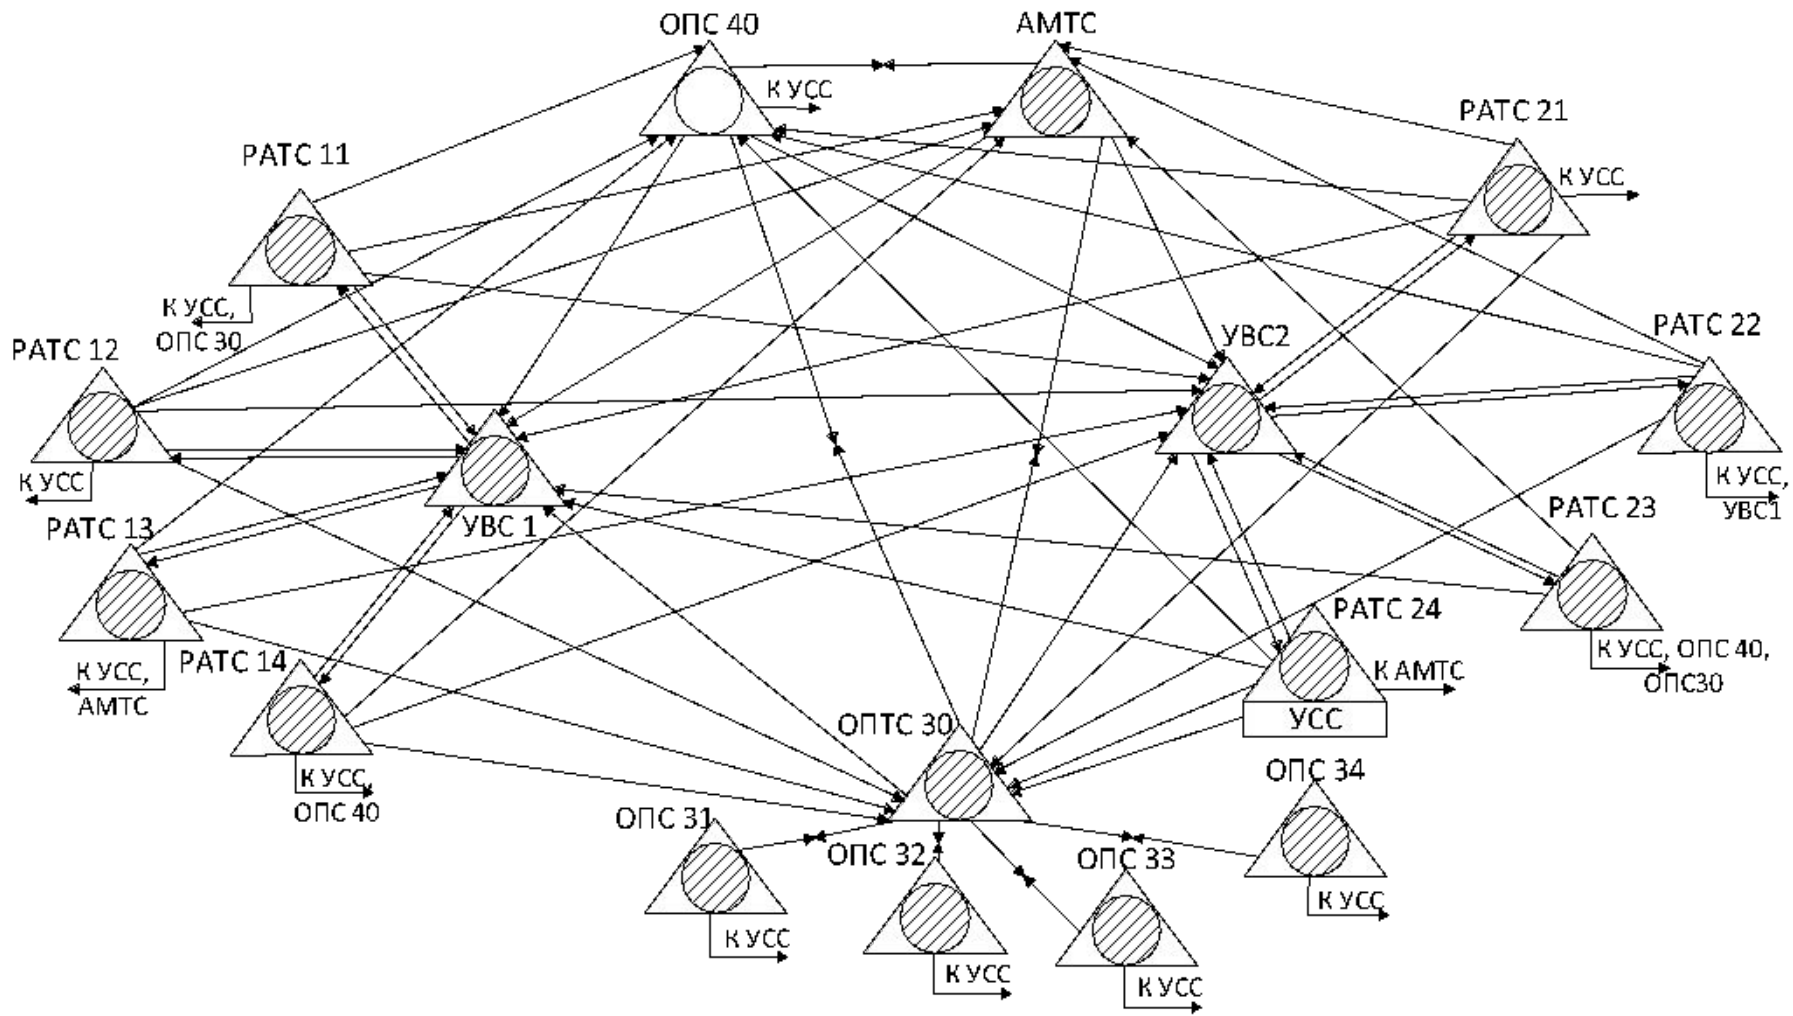 ОПС 40
АМТС
К УСС
РАТС 21
РАТС 11
К УСС
К УСС,
ОПС 30
РАТС 12
УВС2
РАТС 22
К УСС
К УСС,
УВС1
РАТС 13
УВС 1
РАТС 23
РАТС 24
К УСС, ОПС 40,
ОПС30
К УСС,
АМТС
РАТС 14
К АМТС
УСС
ОПТС 30
К УСС,
ОПС 40
ОПС 34
ОПС 31
ОПС 32
ОПС 33
К УСС
К УСС
К УСС
К УСС